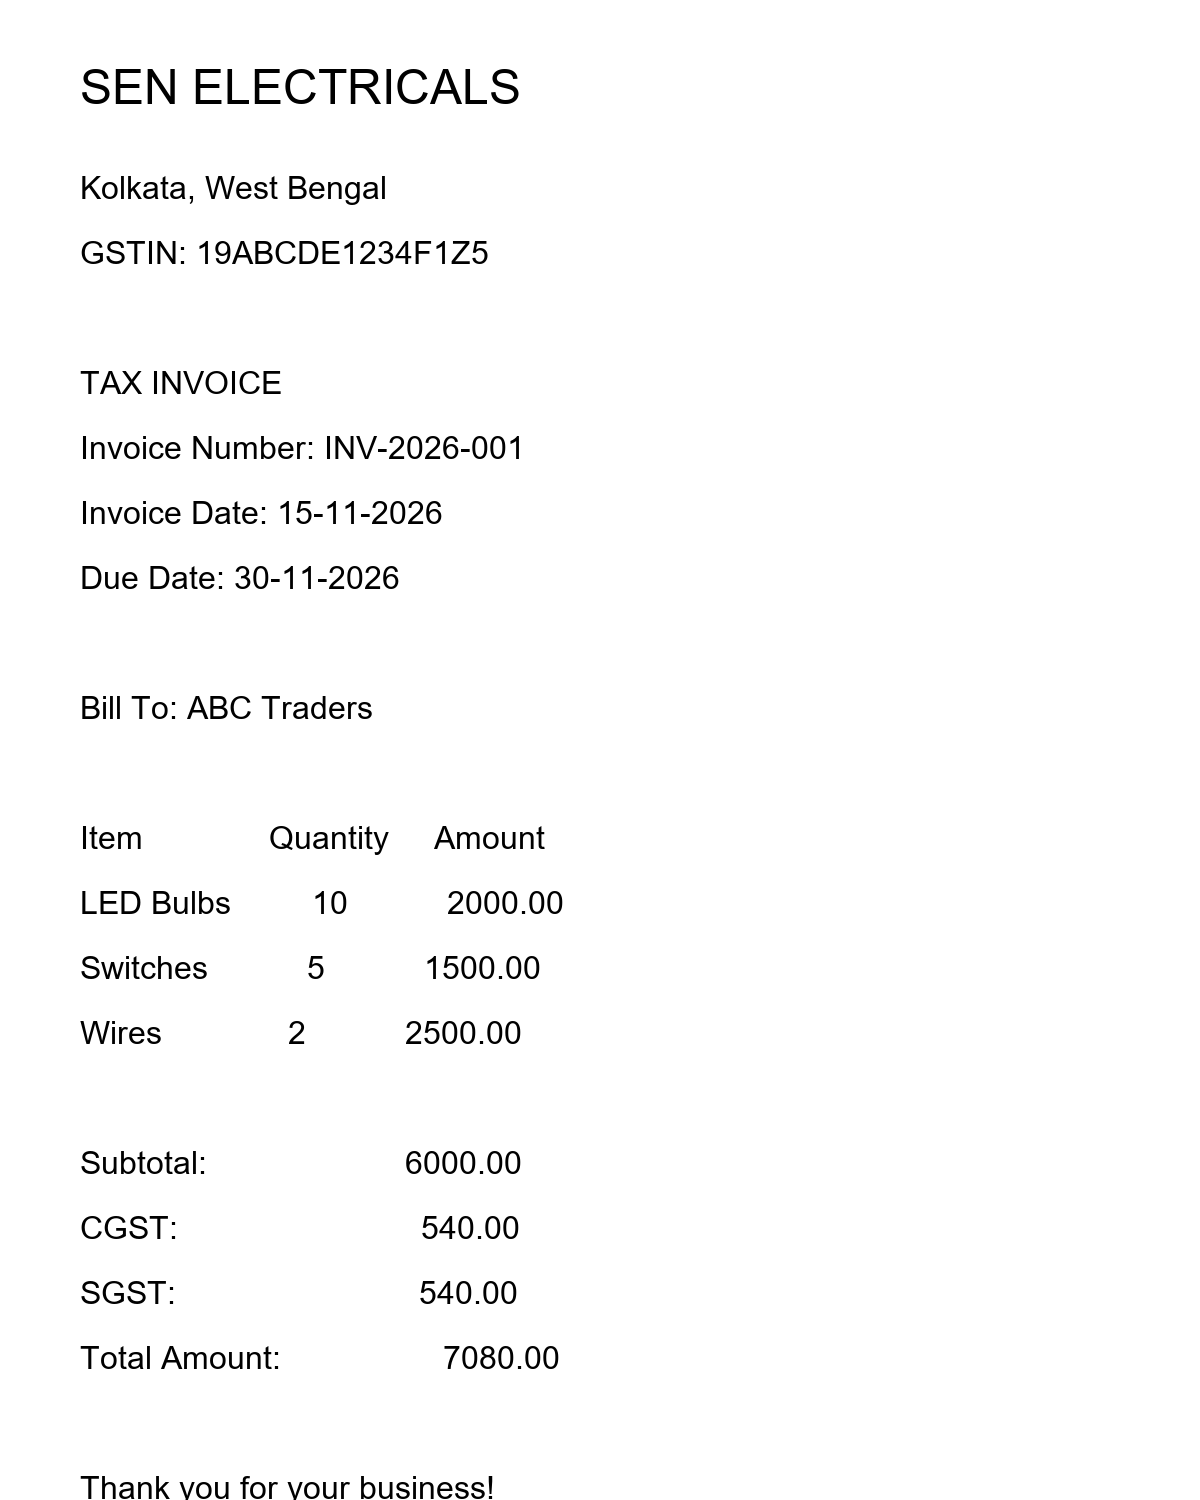 SEN ELECTRICALS
Kolkata, West Bengal
GSTIN: 19ABCDE1234F1Z5
TAX INVOICE
Invoice Number: INV-2026-001
Invoice Date: 15-11-2026
Due Date: 30-11-2026
Bill To: ABC Traders
Item Quantity Amount
LED Bulbs 10 2000.00
Switches 5 1500.00
Wires 2 2500.00
Subtotal: 6000.00
CGST: 540.00
SGST: 540.00
Total Amount: 7080.00
Thank you for your business!